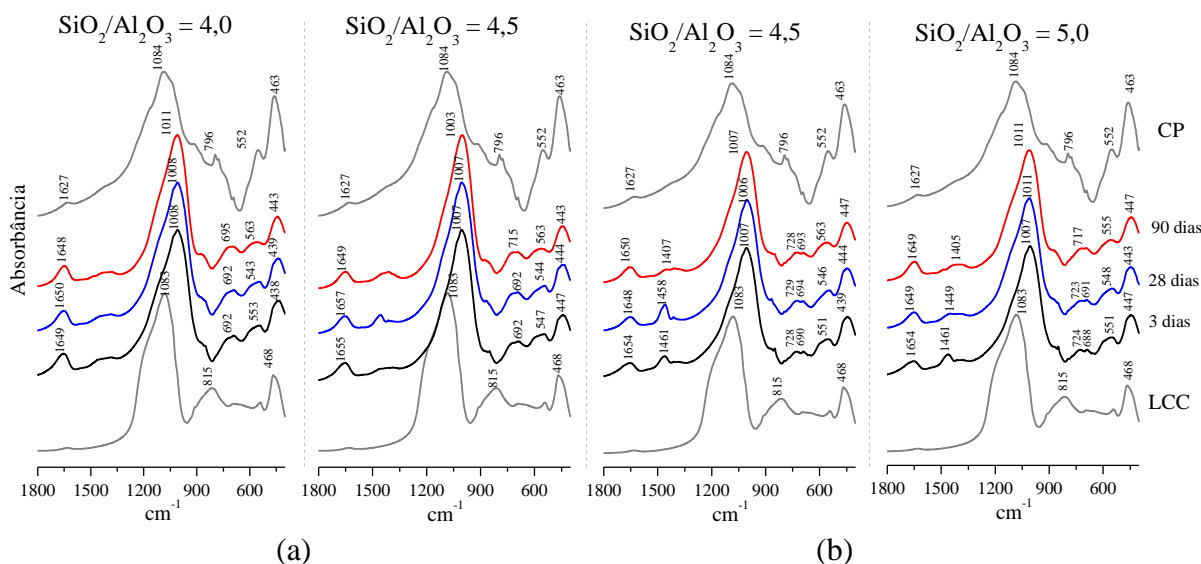 SiO2/Al2O3 = 4,0
SiO2/Al2O3 = 4,5
SiO2/Al2O3 = 4,5
SiO2/Al2O3 = 5,0
Absorbância
1627 1084 796 552 463
1648 1011 695 563 443
1650 1008 692 543 439
1649 1008 692 553 438
1083 815 468
1627 1084 796 552 463
1649 1003 715 563 443
1657 1007 692 544 444
1655 1007 692 547 447
1083 815 468
1627 1084 796 552 463
1650 1407 1007 728 693 563 447
1648 1458 1006 729 694 546 444
1654 1461 1007 728 690 551 439
1083 815 468
1627 1084 796 552 463
1649 1405 1011 717 555 447
1649 1449 1011 723 691 548 443
1654 1461 1007 724 688 551 447
1083 815 468
CP
90 dias
28 dias
3 dias
LCC
1800 1500 1200 900 600
1800 1500 1200 900 600
1800 1500 1200 900 600
1800 1500 1200 900 600
cm-1
cm-1
cm-1
cm-1
(a)
(b)